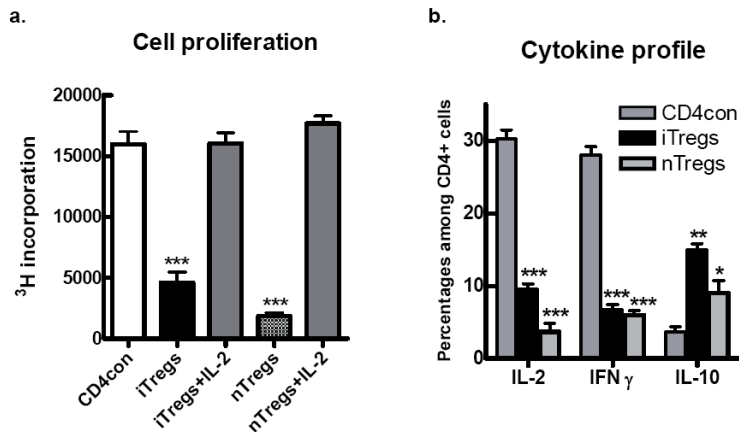 a.
Cell proliferation
³H incorporation
20000
15000
10000
5000
0
***
***
CD4con
iTregs
iTregs+IL-2
nTregs
nTregs+IL-2
b.
Cytokine profile
Percentages among CD4+ cells
30
20
10
0
CD4con
iTregs
nTregs
***
***
***
***
**
*
IL-2
IFN γ
IL-10